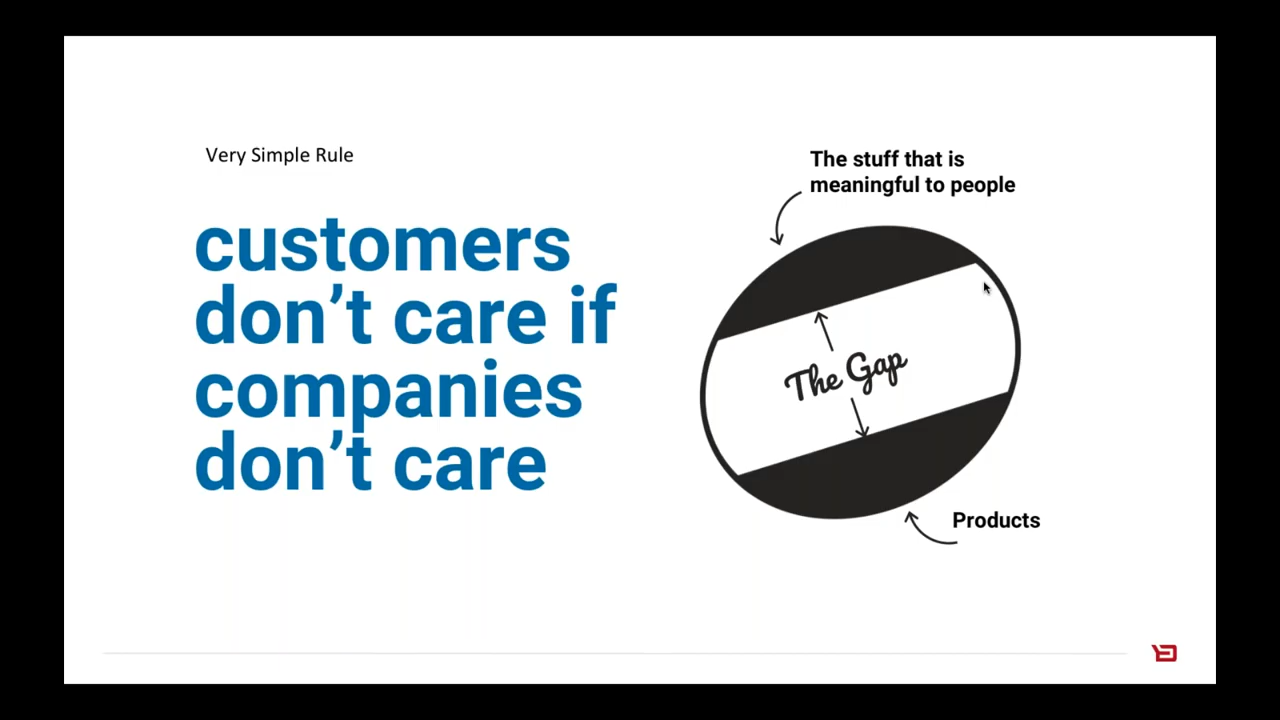 Very Simple Rule
customers
don’t care if
companies
don’t care
The stuff that is
meaningful to people
The Gap
Products